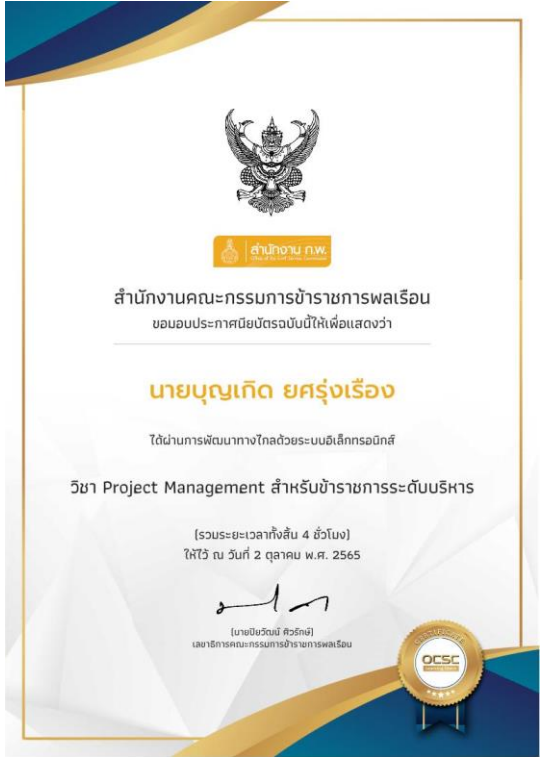 สำนักงาน ก.พ.
สำนักงานคณะกรรมการข้าราชการพลเรือน
ขอมอบประกาศนียบัตรฉบับนี้ให้เพื่อแสดงว่า
นายบุญเกิด ยศรุ่งเรือง
ได้ผ่านการพัฒนาทางไกลด้วยระบบอิเล็กทรอนิกส์
วิชา Project Management สำหรับข้าราชการระดับบริหาร
(รวมระยะเวลาทั้งสิ้น 4 ชั่วโมง)
ให้ไว้ ณ วันที่ 2 ตุลาคม พ.ศ. 2565
(นายปิยวัฒน์ ศิวรักษ์)
เลขาธิการคณะกรรมการข้าราชการพลเรือน
CERTIFICATE
OCSC